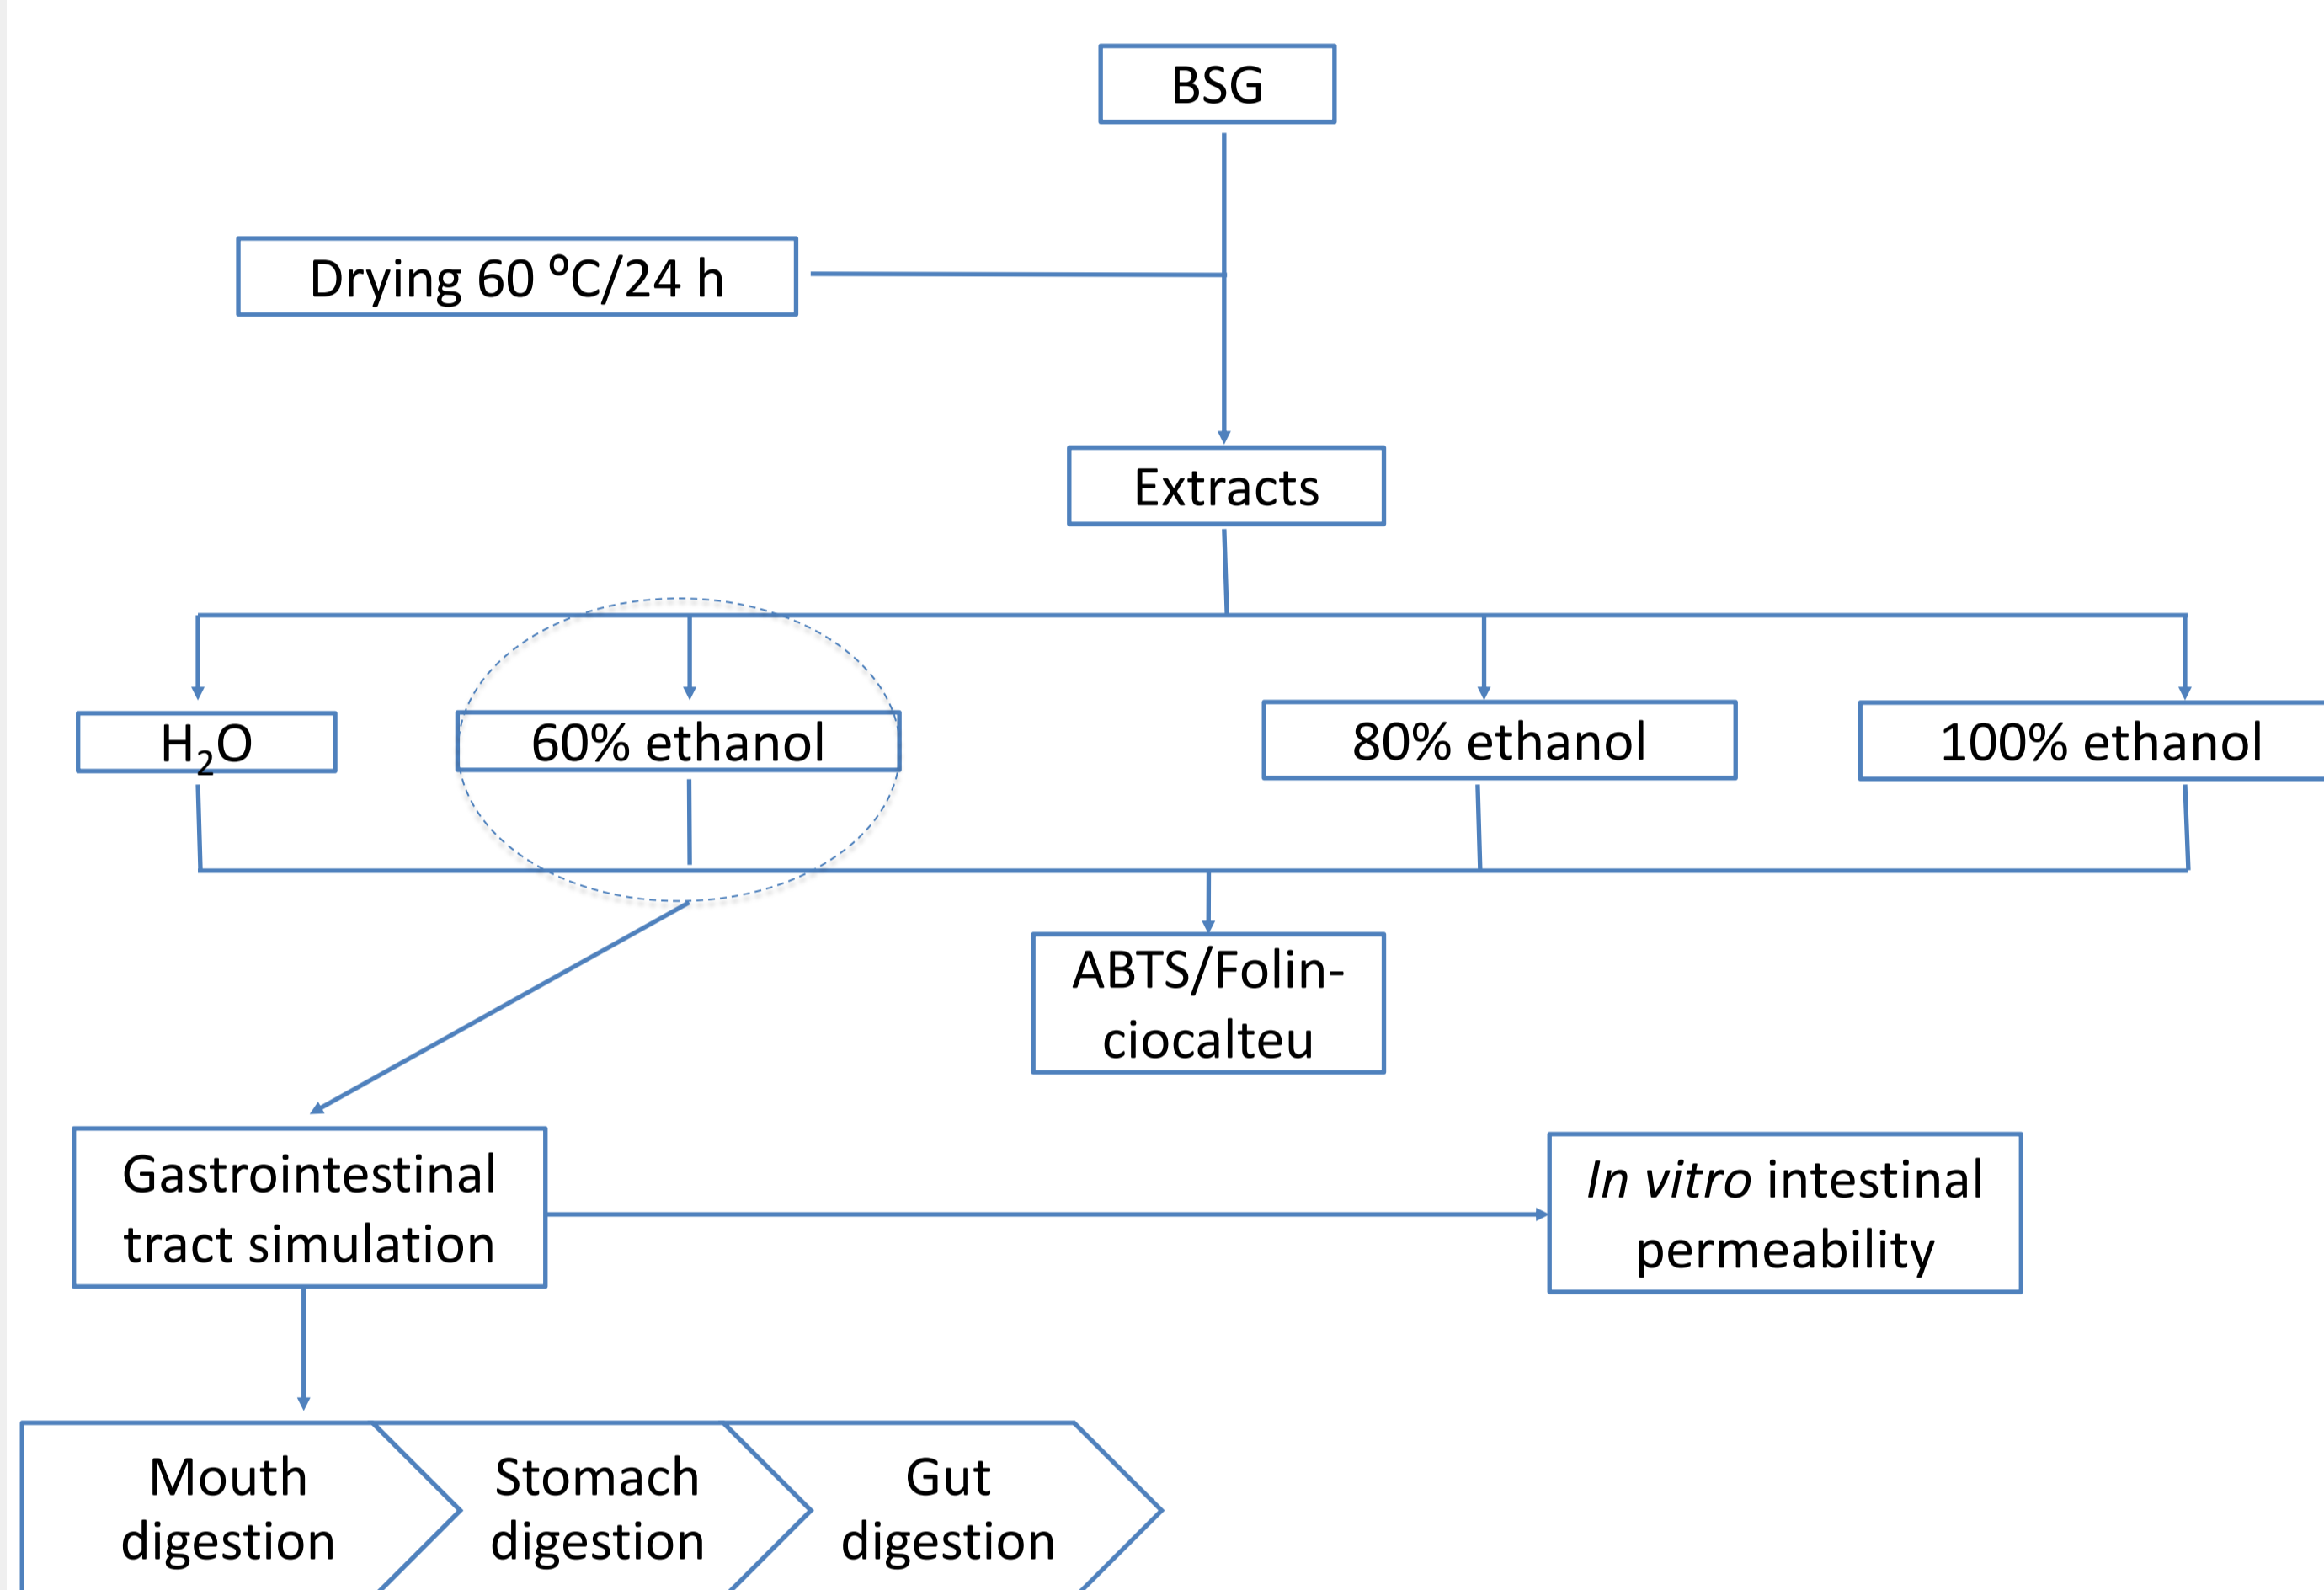 BSG
Drying 60 ⁰C/24 h
Extracts
H₂O
60% ethanol
80% ethanol
100% ethanol
ABTS/Folin-
ciocalteu
Gastrointestinal
tract simulation
In vitro intestinal
permeability
Mouth
digestion
Stomach
digestion
Gut
digestion